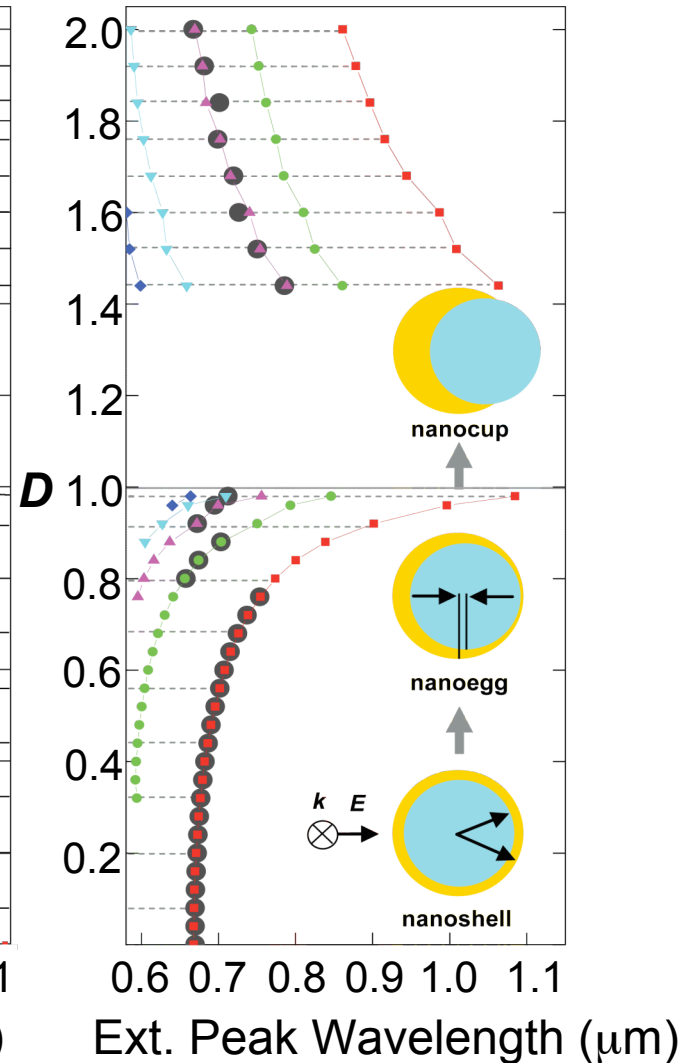 2.0
1.8
1.6
1.4
nanocup
1.2
D
1.0
0.8
nanoegg
0.6
0.4
k E
0.2
nanoshell
1 0.6 0.7 0.8 0.9 1.0 1.1
) Ext. Peak Wavelength (μm)